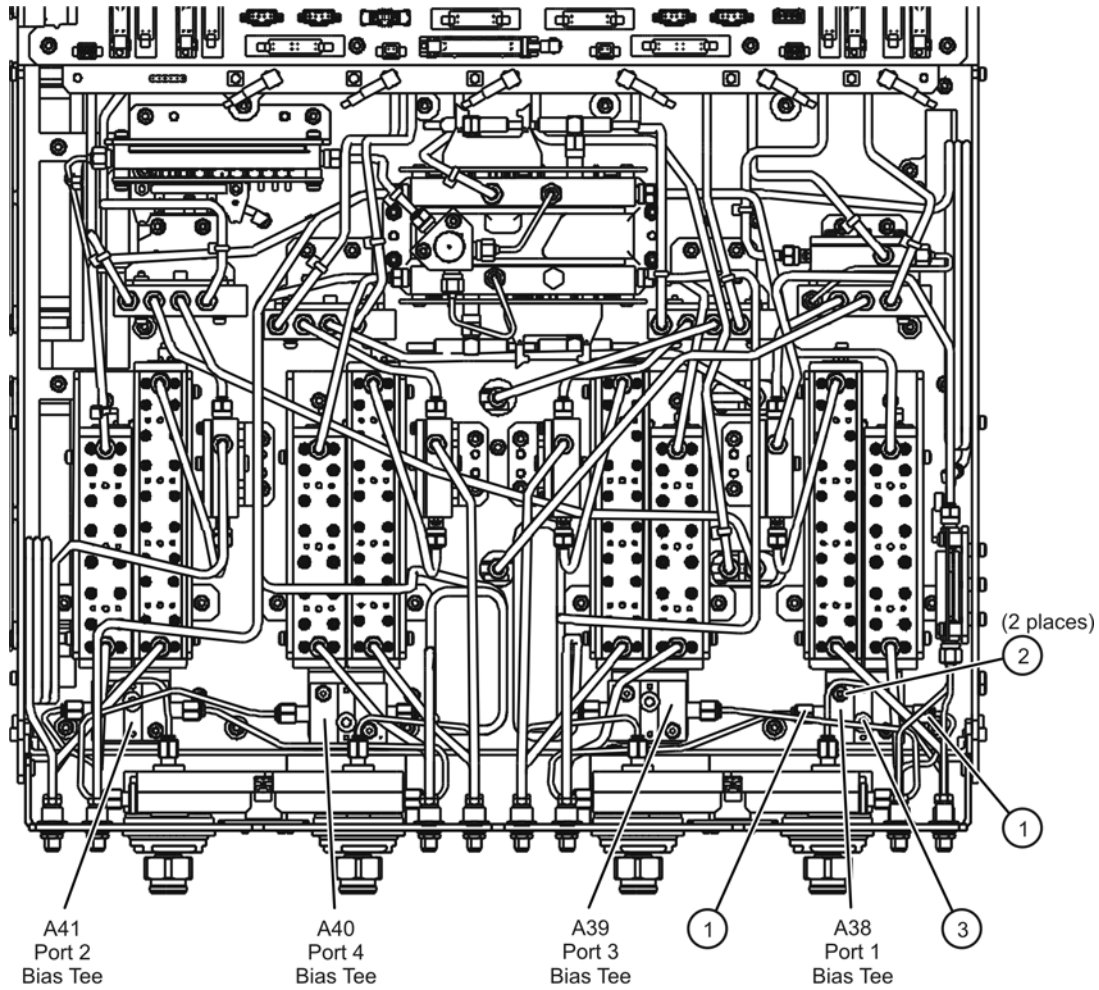 (2 places)
2
1
1
3
A41
Port 2
Bias Tee
A40
Port 4
Bias Tee
A39
Port 3
Bias Tee
A38
Port 1
Bias Tee